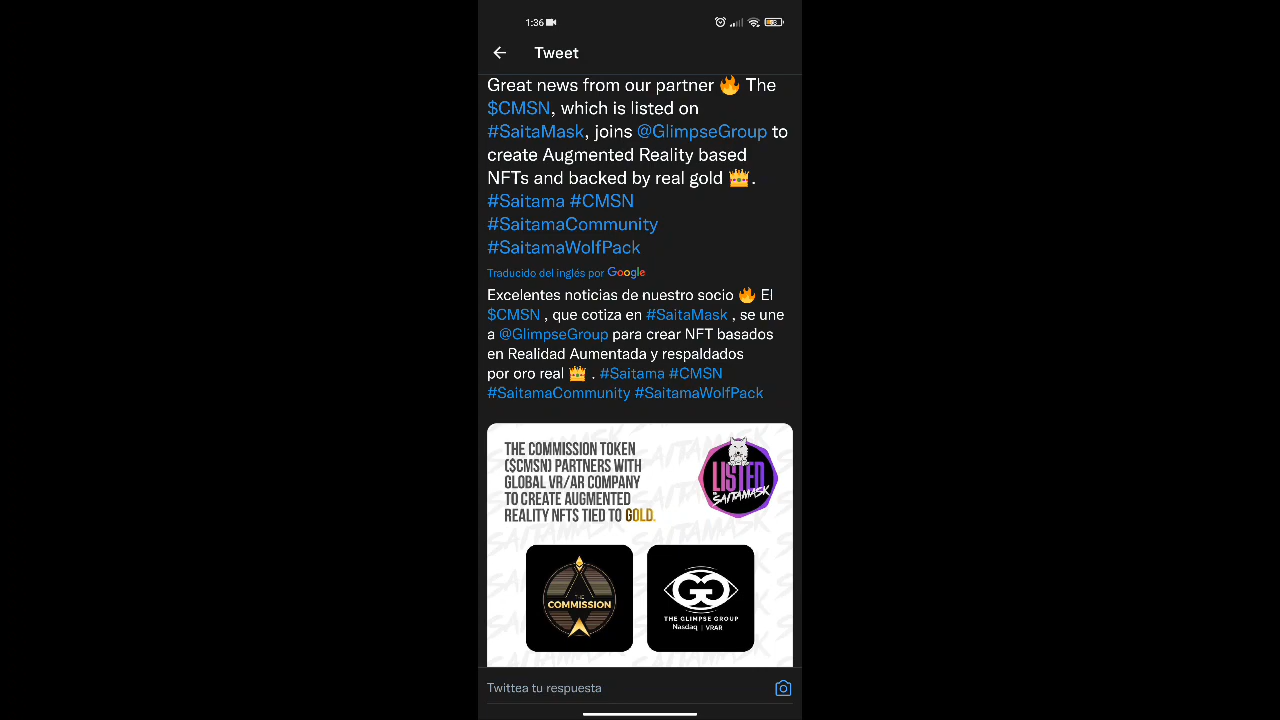 1:36
Tweet
Great news from our partner 🔥 The
$CMSN, which is listed on
#SaitaMask, joins @GlimpseGroup to
create Augmented Reality based
NFTs and backed by real gold 👑.
#Saitama #CMSN
#SaitamaCommunity
#SaitamaWolfPack
Traducido del inglés por Google
Excelentes noticias de nuestro socio 🔥 El
$CMSN , que cotiza en #SaitaMask , se une
a @GlimpseGroup para crear NFT basados
en Realidad Aumentada y respaldados
por oro real 👑 . #Saitama #CMSN
#SaitamaCommunity #SaitamaWolfPack
THE COMMISSION TOKEN
($CMSN) PARTNERS WITH
GLOBAL VR/AR COMPANY
TO CREATE AUGMENTED
REALITY NFTS TIED TO GOLD.
LISTED
SAITAMASK
THE
COMMISSION
THE GLIMPSE GROUP
Nasdaq | VRAR
Twittea tu respuesta